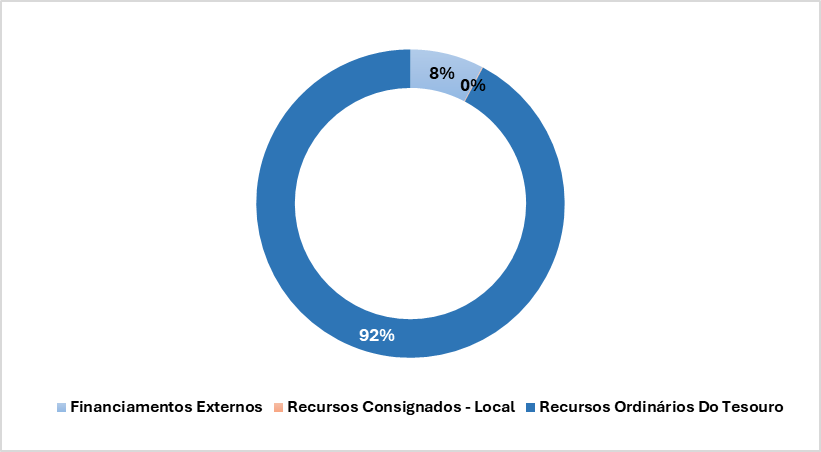 8%
0%
92%
Financiamentos Externos Recursos Consignados - Local Recursos Ordinários Do Tesouro